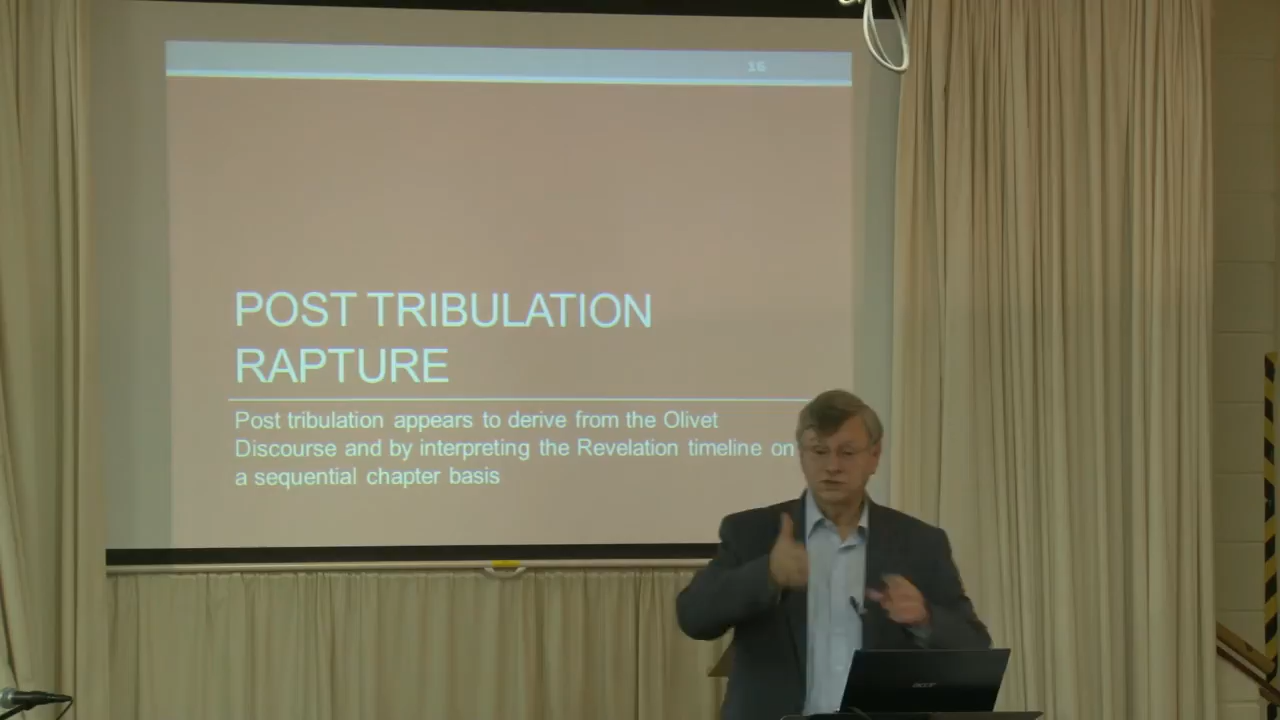 16
POST TRIBULATION
RAPTURE
Post tribulation appears to derive from the Olivet
Discourse and by interpreting the Revelation timeline on
a sequential chapter basis
acer